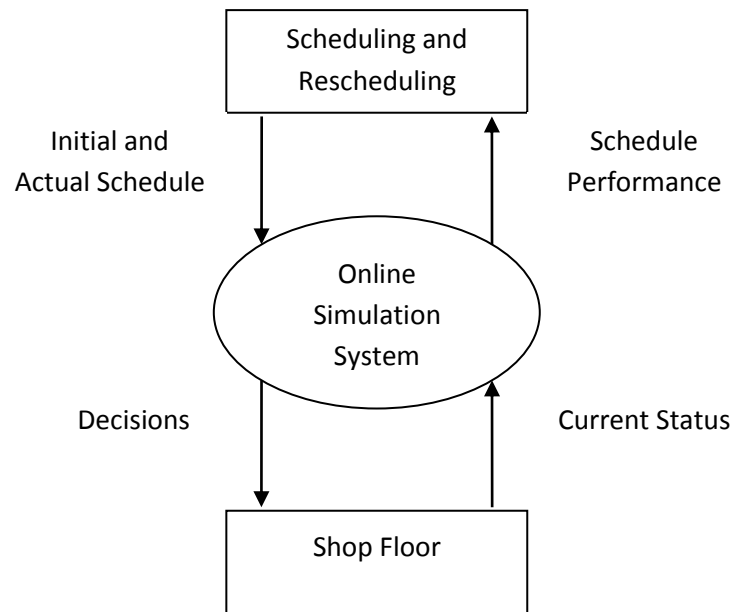 Scheduling and
Rescheduling
Initial and
Actual Schedule
Schedule
Performance
Online
Simulation
System
Decisions
Current Status
Shop Floor